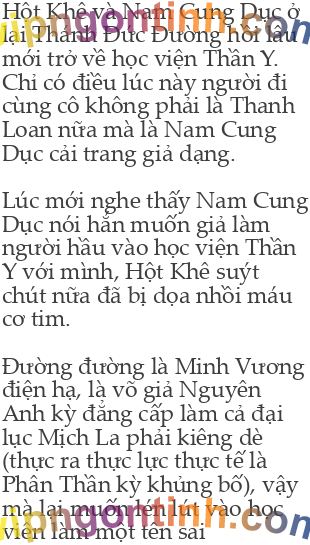 Hột Khê và Nam Cung Dục ở
lại Thánh Đức Đường hồi lâu
mới trở về học viện Thần Y.
Chỉ có điều lúc này người đi
cùng cô không phải là Thanh
Loan nữa mà là Nam Cung
Dục cải trang giả dạng.
Lúc mới nghe thấy Nam Cung
Dục nói hắn muốn giả làm
người hầu vào học viện Thần
Y với mình, Hột Khê suýt
chút nữa đã bị dọa nhồi máu
cơ tim.
Đường đường là Minh Vương
điện hạ, là võ giả Nguyên
Anh kỳ đẳng cấp làm cả đại
lục Mịch La phải kiêng dè
(thực ra thực lực thực tế là
Phân Thần kỳ khủng bố), vậy
mà lại muốn lén lút vào học
viện làm một tên sai
vipngontinh.com
vipngontinh.com